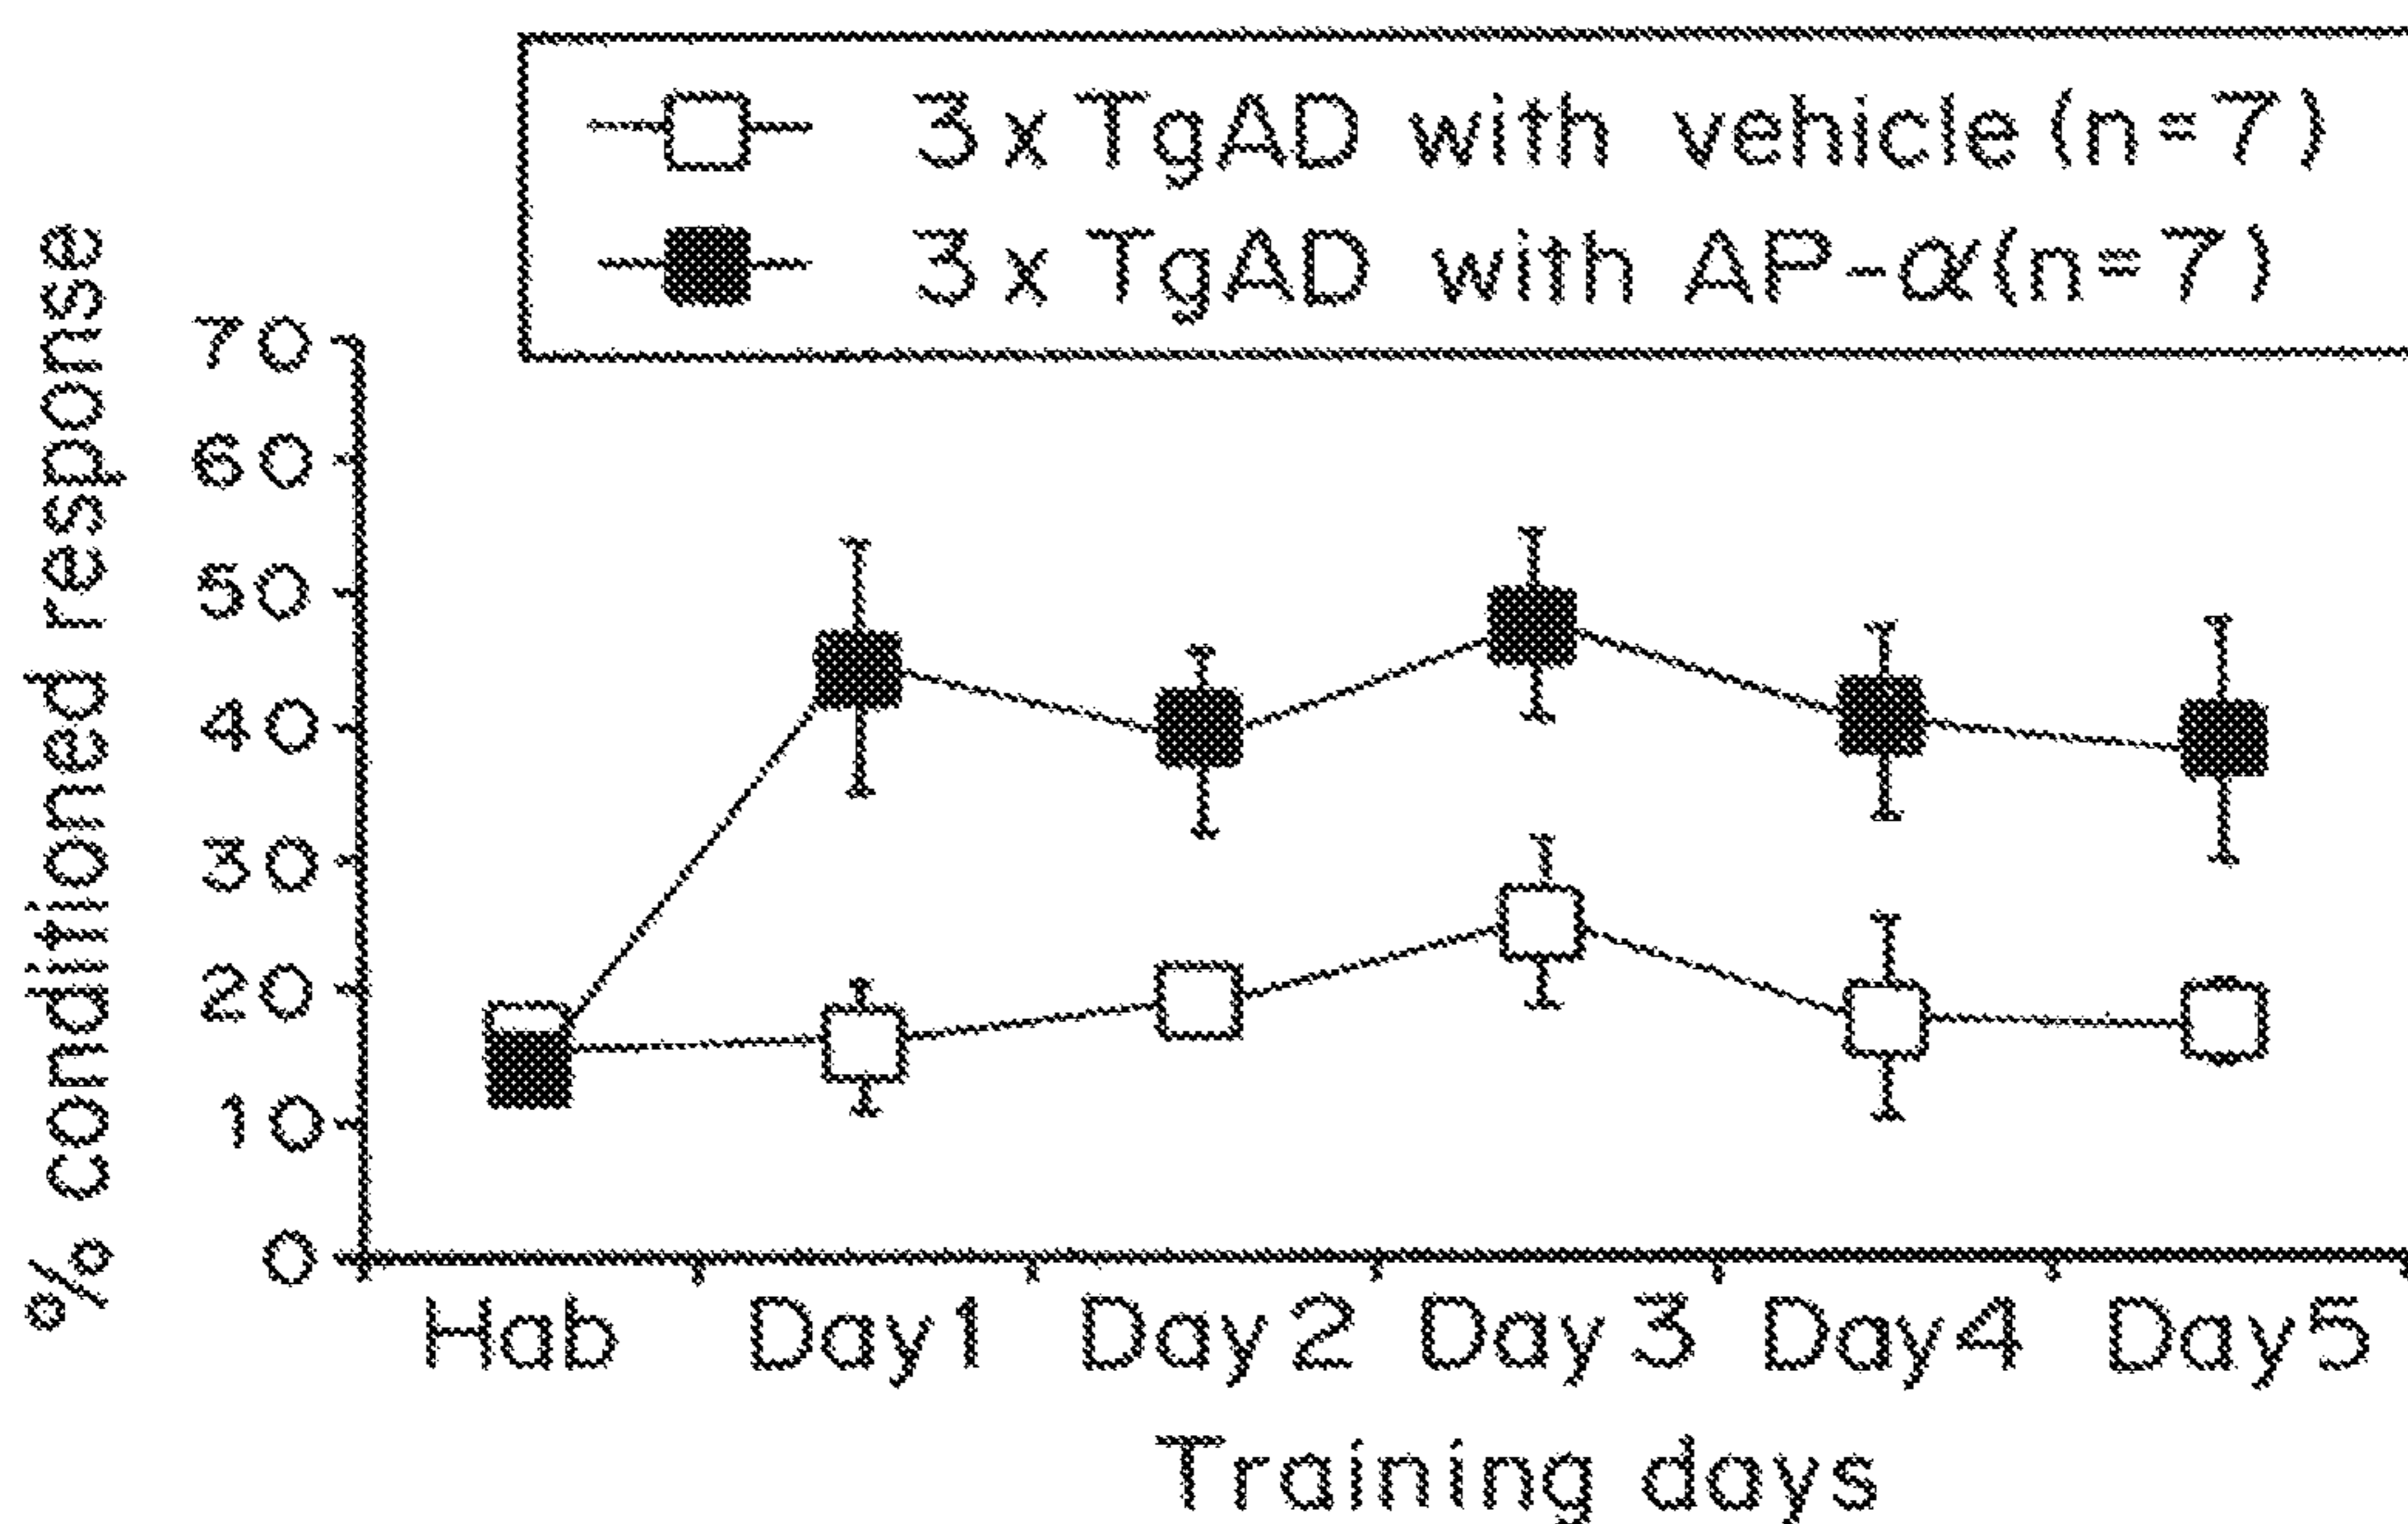 3xTgAD with vehicle (n=7)
3xTgAD with AP-α(n=7)
% conditioned response
70
60
50
40
30
20
10
0
Hab Day1 Day2 Day3 Day4 Day5
Training days